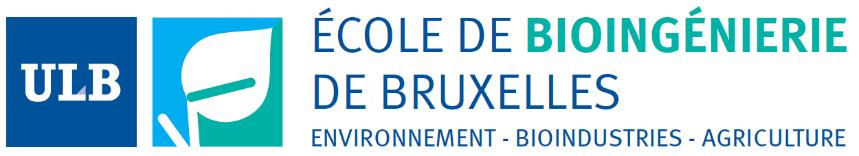 ULB
ÉCOLE DE BIOINGÉNIERIE
DE BRUXELLES
ENVIRONNEMENT - BIOINDUSTRIES - AGRICULTURE